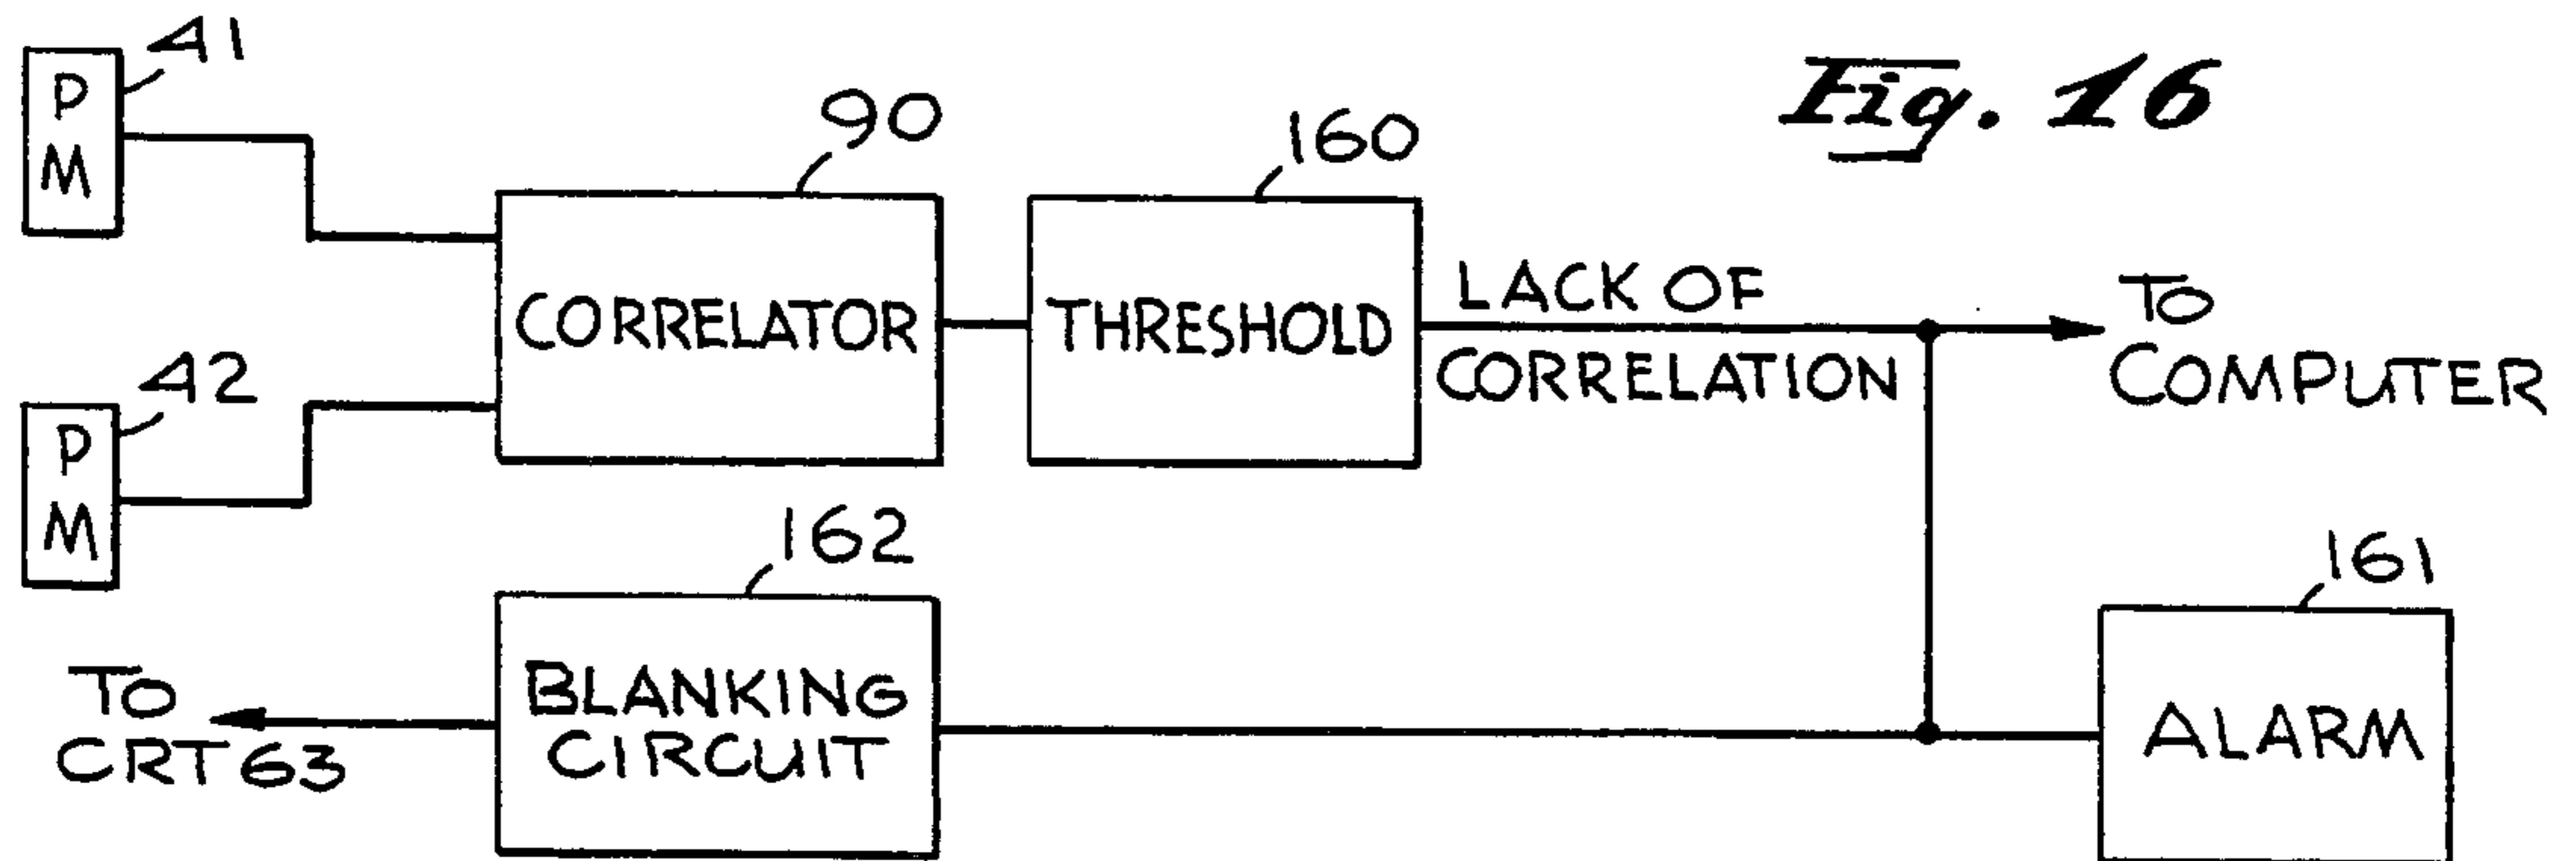 Fig. 16
41
P
M
90
160
CORRELATOR
THRESHOLD
LACK OF
CORRELATION
TO
COMPUTER
42
P
M
162
161
TO
CRT 63
BLANKING
CIRCUIT
ALARM